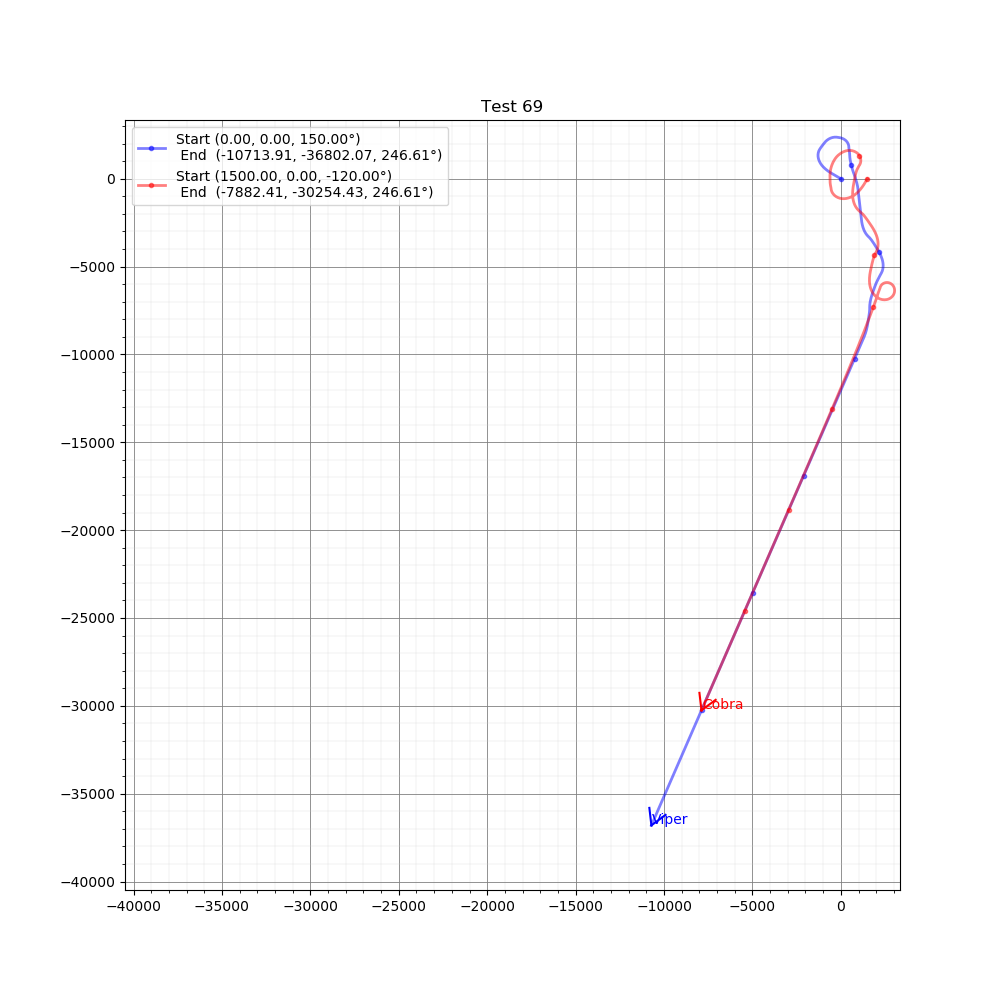 Test 69
Start (0.00, 0.00, 150.00°)
End  (-10713.91, -36802.07, 246.61°)
Start (1500.00, 0.00, -120.00°)
End  (-7882.41, -30254.43, 246.61°)
0
−5000
−10000
−15000
−20000
−25000
−30000
−35000
−40000
Cobra
Viper
−40000 −35000 −30000 −25000 −20000 −15000 −10000 −5000 0